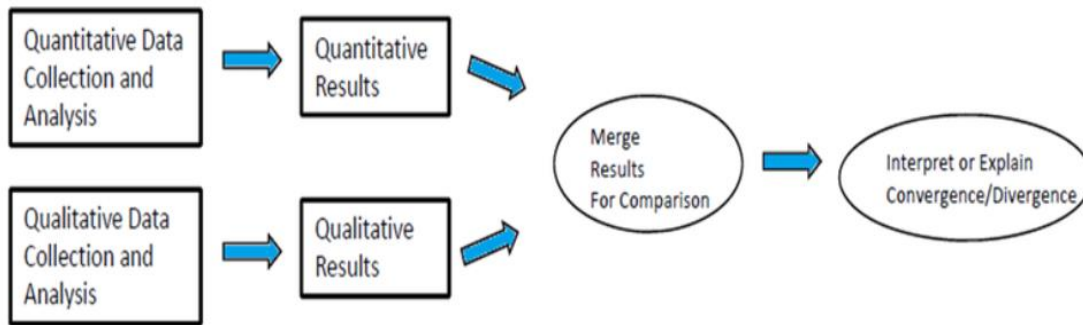 Quantitative Data
Collection and
Analysis
Quantitative
Results
Qualitative Data
Collection and
Analysis
Qualitative
Results
Merge
Results
For Comparison
Interpret or Explain
Convergence/Divergence